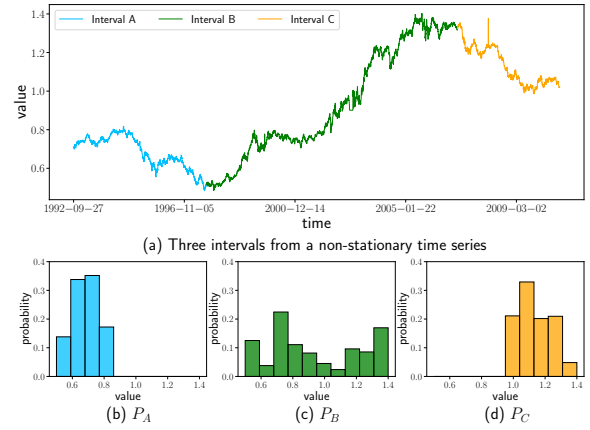 Interval A Interval B Interval C
1.4
1.2
1.0
0.8
0.6
value
1992−09−27 1996−11−05 2000−12−14 2005−01−22 2009−03−02
time
(a) Three intervals from a non-stationary time series
0.4
0.3
0.2
0.1
0.0
probability
0.6 0.8 1.0 1.2 1.4
value
(b) P_A
0.4
0.3
0.2
0.1
0.0
probability
0.6 0.8 1.0 1.2 1.4
value
(c) P_B
0.4
0.3
0.2
0.1
0.0
probability
0.6 0.8 1.0 1.2 1.4
value
(d) P_C